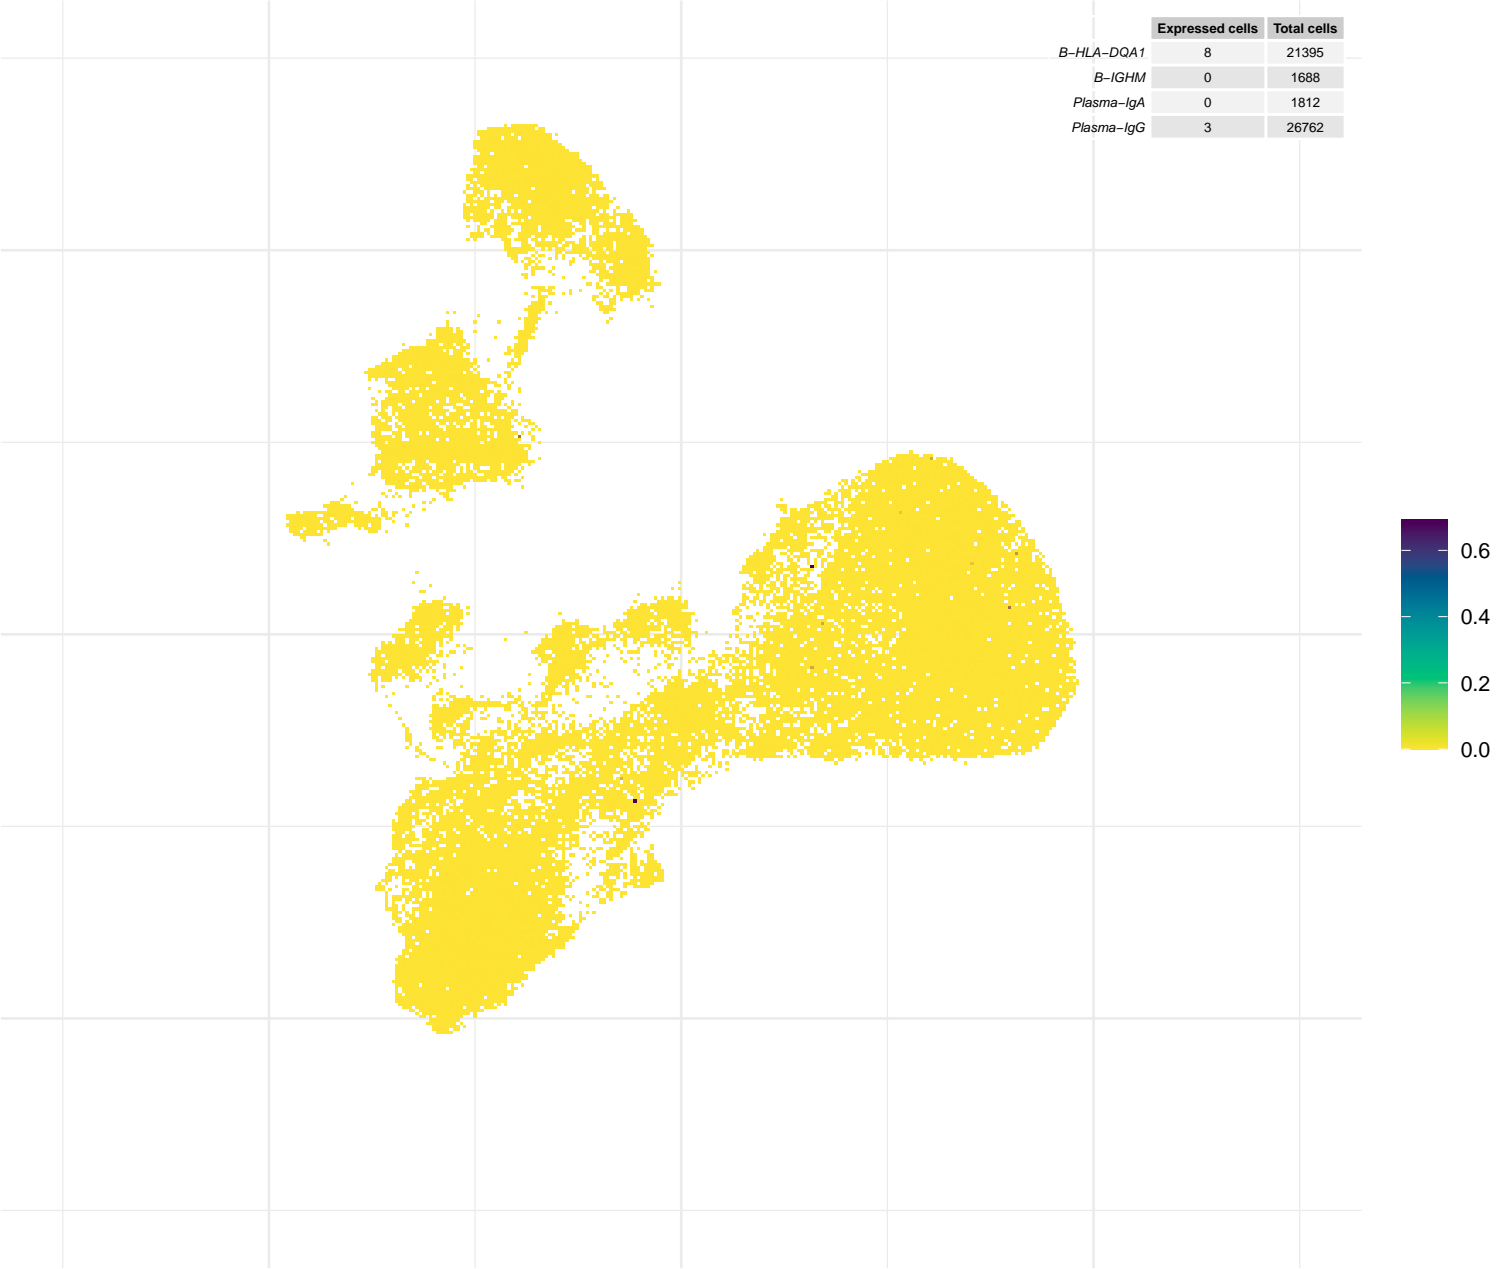 Expressed cells Total cells
B−HLA−DQA1 8 21395
B−IGHM 0 1688
Plasma−IgA 0 1812
Plasma−IgG 3 26762
0.6
0.4
0.2
0.0